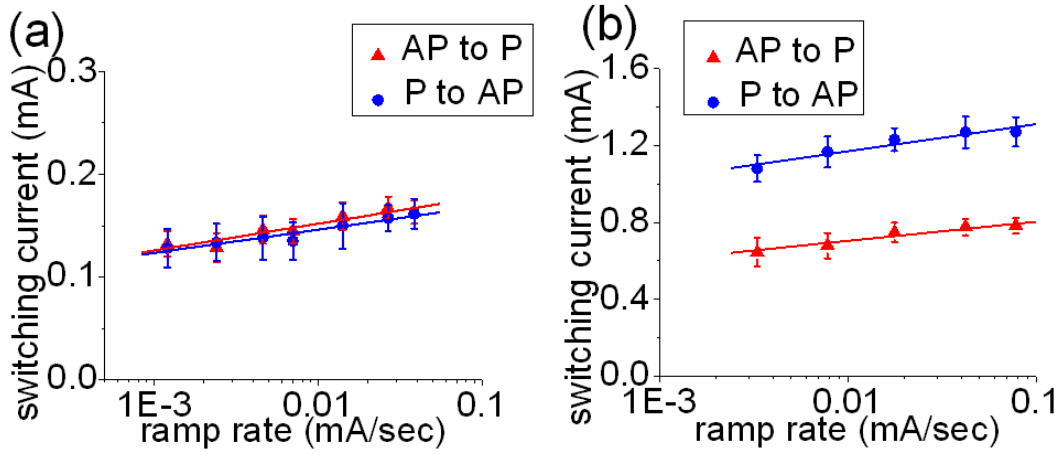 (a)
AP to P
P to AP
0.3
0.2
0.1
0.0
switching current (mA)
1E-3
0.01
0.1
ramp rate (mA/sec)
(b)
AP to P
P to AP
1.6
1.2
0.8
0.4
0.0
switching current (mA)
0.01
0.1
ramp rate (mA/sec)